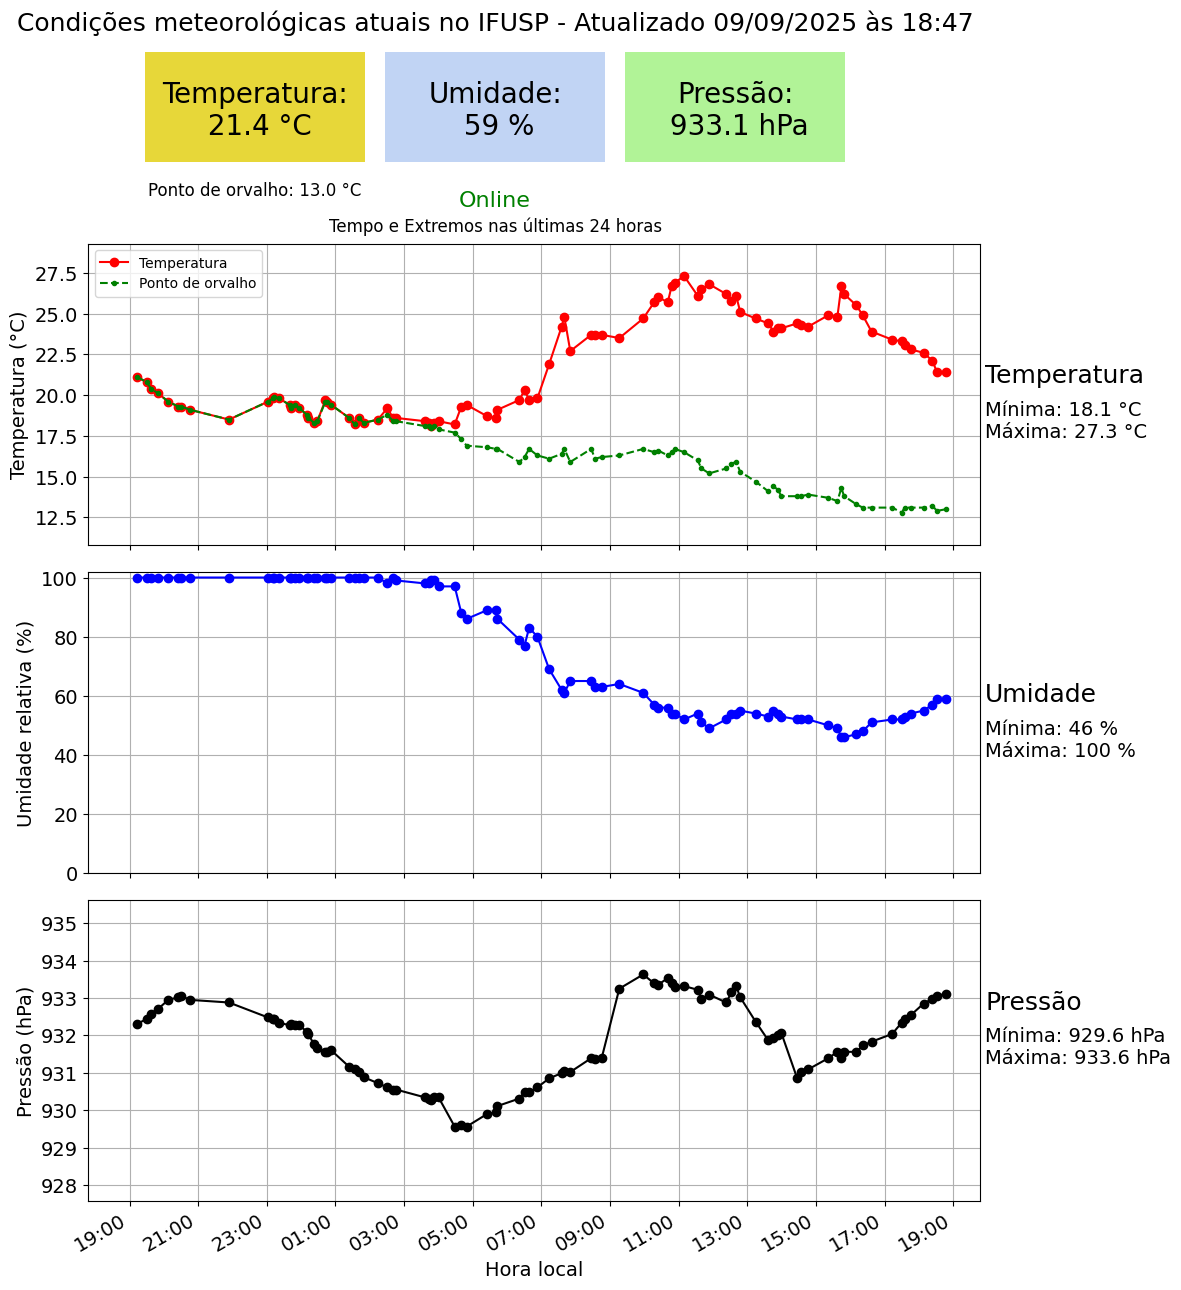 Condições meteorológicas atuais no IFUSP - Atualizado 09/09/2025 às 18:47
Temperatura:
21.4 °C
Umidade:
59 %
Pressão:
933.1 hPa
Ponto de orvalho: 13.0 °C
Online
Tempo e Extremos nas últimas 24 horas
Temperatura
Ponto de orvalho
Temperatura (°C)
27.5
25.0
22.5
20.0
17.5
15.0
12.5
Temperatura
Mínima: 18.1 °C
Máxima: 27.3 °C
Umidade relativa (%)
100
80
60
40
20
0
Umidade
Mínima: 46 %
Máxima: 100 %
Pressão (hPa)
935
934
933
932
931
930
929
928
Pressão
Mínima: 929.6 hPa
Máxima: 933.6 hPa
19:00 21:00 23:00 01:00 03:00 05:00 07:00 09:00 11:00 13:00 15:00 17:00 19:00
Hora local